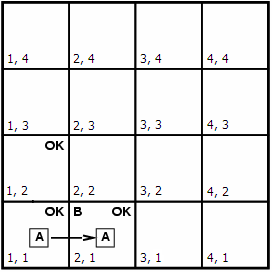 1, 4 2, 4 3, 4 4, 4
1, 3 2, 3 3, 3 4, 3
OK
1, 2 2, 2 3, 2 4, 2
OK B OK
A A
1, 1 2, 1 3, 1 4, 1